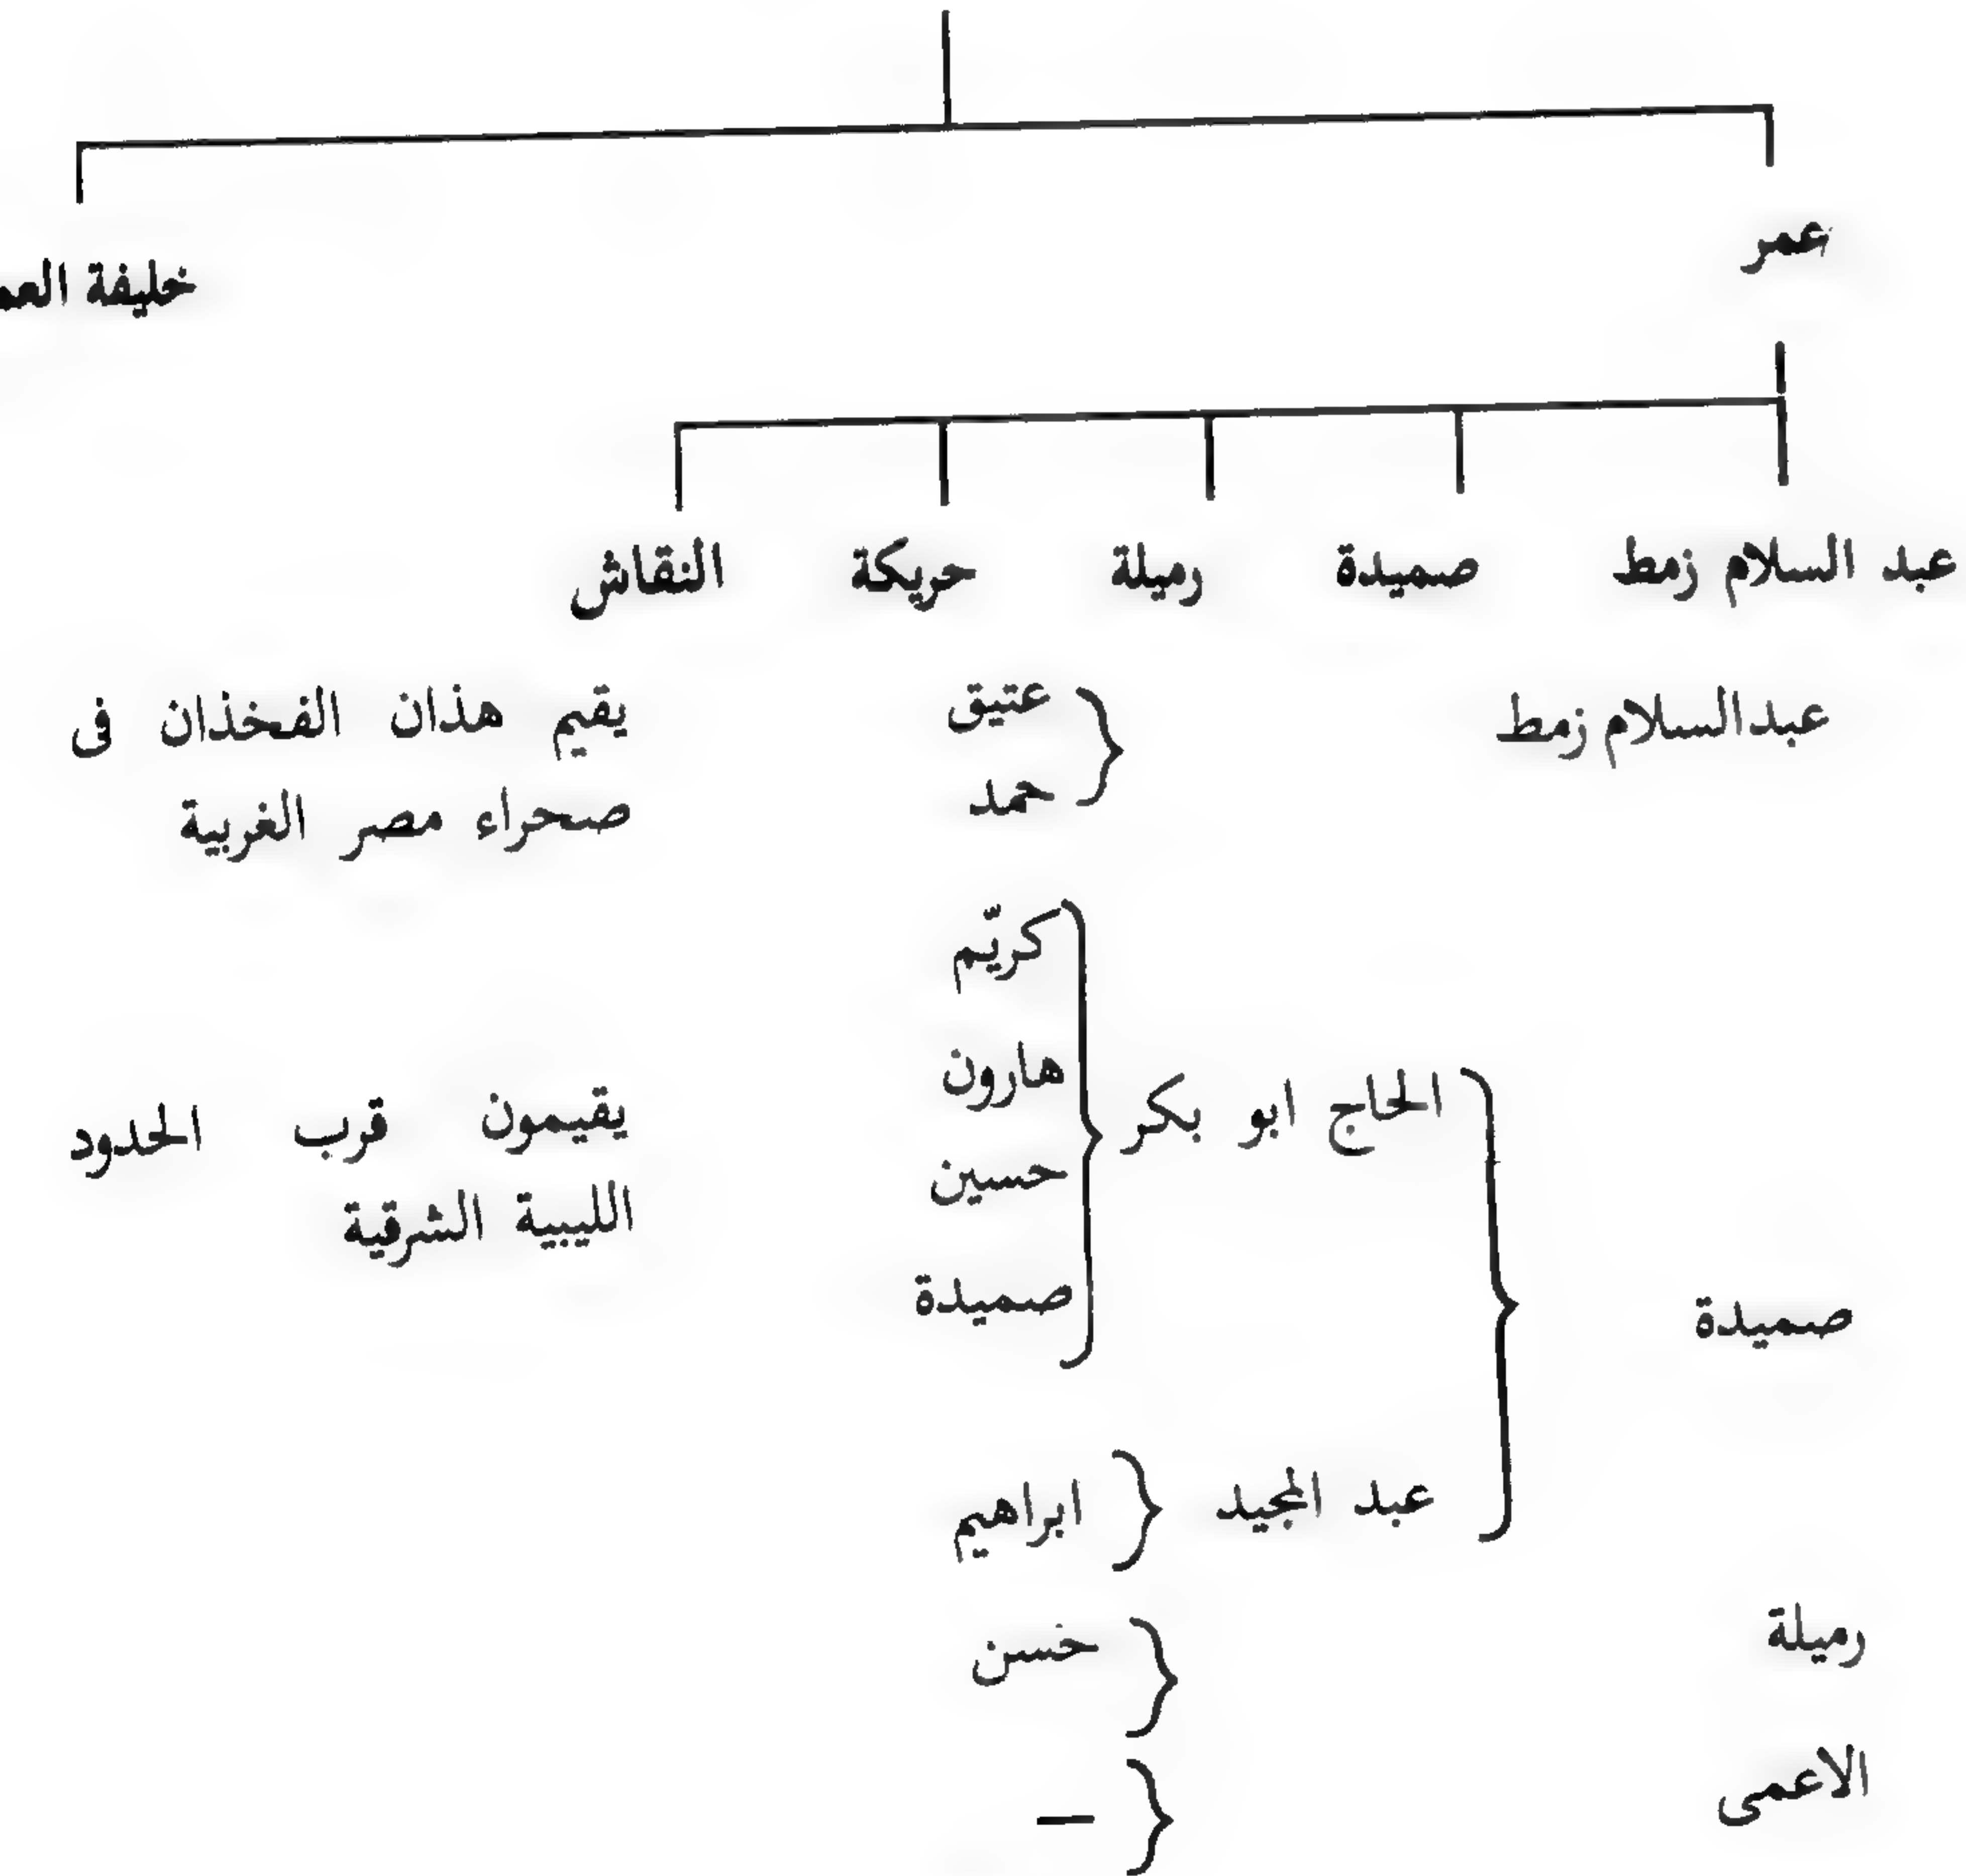 عمر
خليفة
عبد السلام زمط صميدة رميلة حريكة النقاش
عبدالسلام زمط عتيق يقيم هذان الفخذان فى
حمد صحراء مصر الغربية
كريّم
هارون
الحاج ابو بكر يقيمون قرب الحدود
حسين الليبية الشرقية
صميدة
صميدة
عبد المجيد ابراهيم
رميلة خسن
الاعمى —